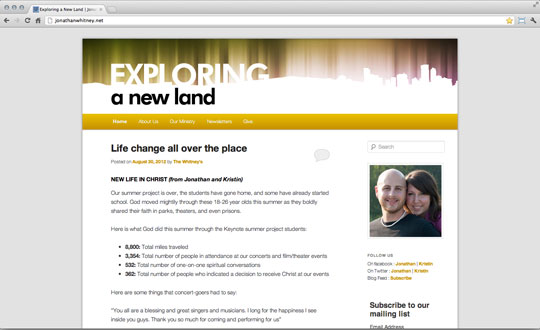 Exploring a New Land | Jona
jonathanwhitney.net
EXPLORING
a new land
Home About Us Our Ministry Newsletters Give
Life change all over the place
Posted on August 30, 2012 by The Whitney's
NEW LIFE IN CHRIST (from Jonathan and Kristin)
Our summer project is over, the students have gone home, and some have already started
school. God moved mightily through these 18-26 year olds this summer as they boldly
shared their faith in parks, theaters, and even prisons.
Here is what God did this summer through the Keynote summer project students:
8,600: Total miles traveled
3,354: Total number of people in attendance at our concerts and film/theater events
532: Total number of one-on-one spiritual conversations
362: Total number of people who indicated a decision to receive Christ at our events
Here are some things that concert-goers had to say:
"You all are a blessing and great singers and musicians. I long for the happiness I see
inside you guys. Thank you so much for coming and performing for us"
Search
FOLLOW US
On facebook : Jonathan | Kristin
On Twitter : Jonathan | Kristin
Blog Feed : Subscribe
Subscribe to our
mailing list
Email Address